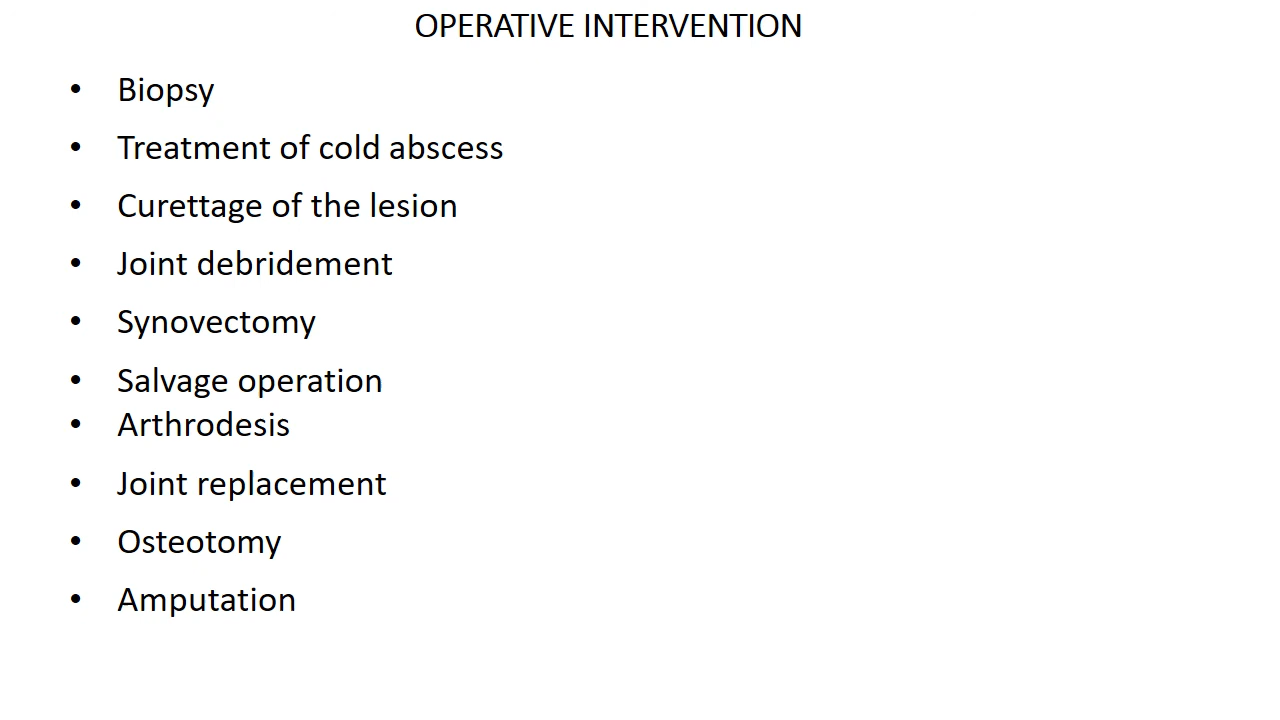 OPERATIVE INTERVENTION
• Biopsy
• Treatment of cold abscess
• Curettage of the lesion
• Joint debridement
• Synovectomy
• Salvage operation
• Arthrodesis
• Joint replacement
• Osteotomy
• Amputation